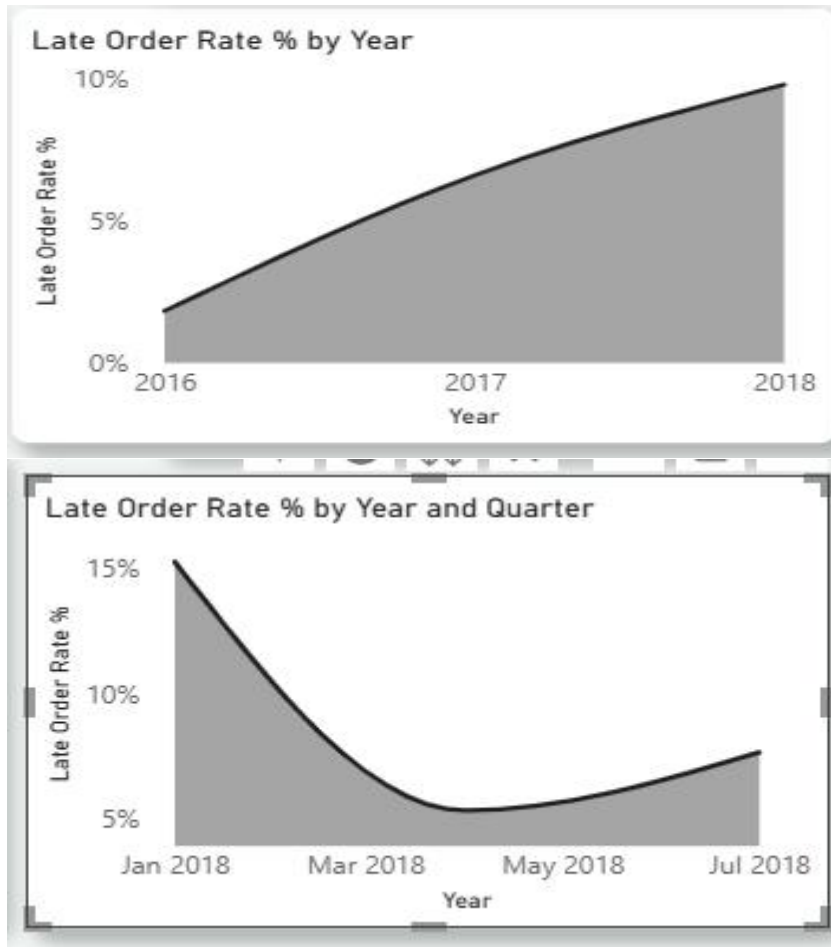 Late Order Rate % by Year
10%
5%
0%
Late Order Rate %
2016 2017 2018
Year
Late Order Rate % by Year and Quarter
15%
10%
5%
Late Order Rate %
Jan 2018 Mar 2018 May 2018 Jul 2018
Year